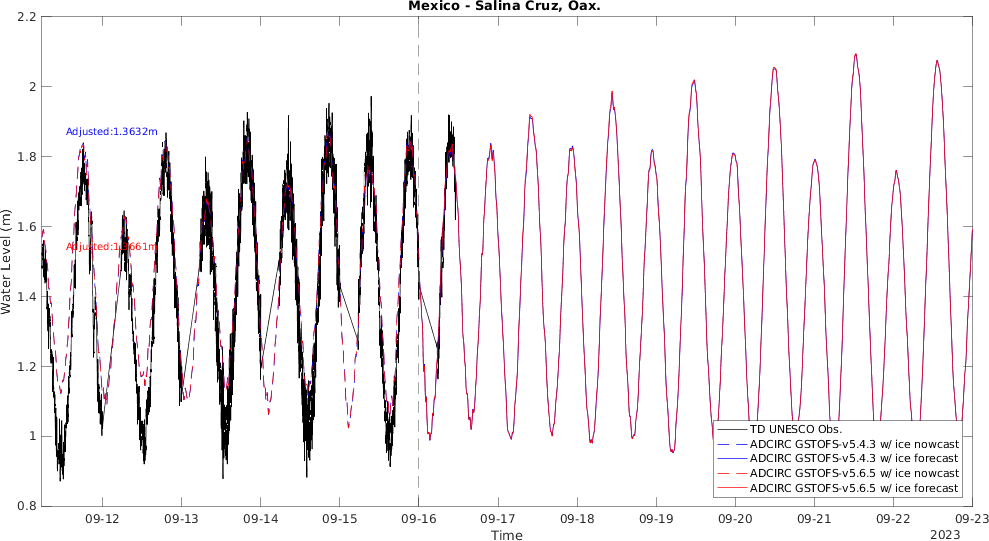 Mexico - Salina Cruz, Oax.
2.2
2
1.8
1.6
1.4
1.2
1
0.8
Water Level (m)
Adjusted:1.3632m
TD UNESCO Obs.
ADCIRC GSTOFS-v5.4.3 w/ ice nowcast
ADCIRC GSTOFS-v5.4.3 w/ ice forecast
ADCIRC GSTOFS-v5.6.5 w/ ice nowcast
ADCIRC GSTOFS-v5.6.5 w/ ice forecast
09-12 09-13 09-14 09-15 09-16 09-17 09-18 09-19 09-20 09-21 09-22 09-23
Time
2023